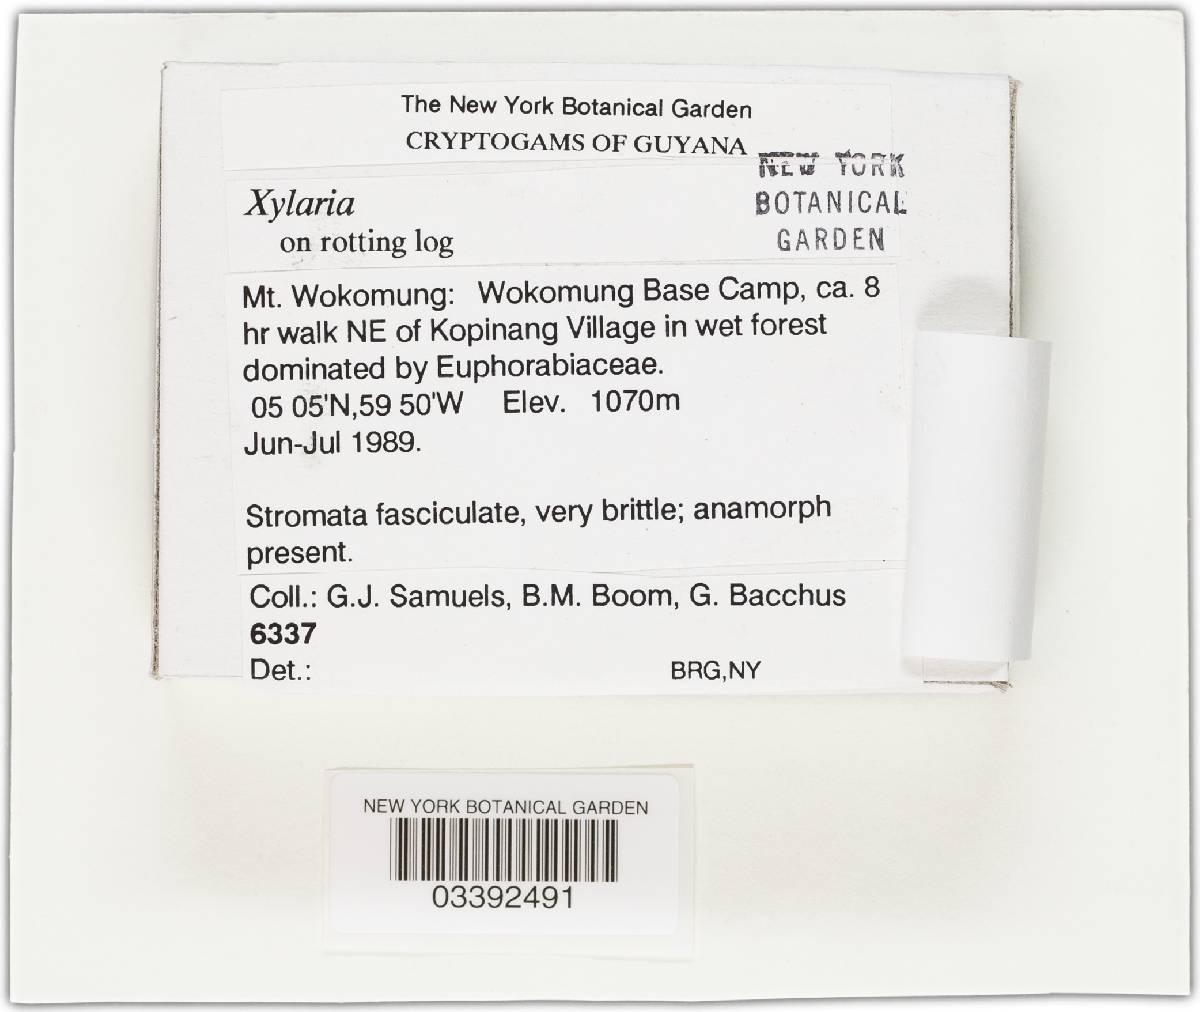 The New York Botanical Garden
CRYPTOGAMS OF GUYANA
NEW YORK
BOTANICAL
GARDEN
Xylaria
on rotting log
Mt. Wokomung: Wokomung Base Camp, ca. 8
hr walk NE of Kopinang Village in wet forest
dominated by Euphorabiaceae.
05 05'N,59 50'W Elev. 1070m
Jun-Jul 1989.
Stromata fasciculate, very brittle; anamorph
present.
Coll.: G.J. Samuels, B.M. Boom, G. Bacchus
6337
Det.: BRG,NY
NEW YORK BOTANICAL GARDEN
03392491